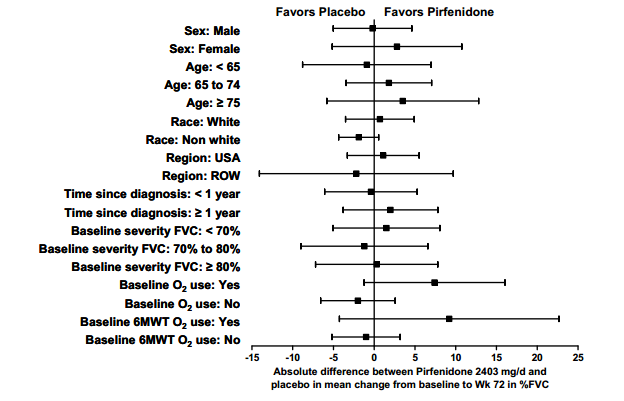 Favors Placebo Favors Pirfenidone
Sex: Male
Sex: Female
Age: < 65
Age: 65 to 74
Age: ≥ 75
Race: White
Race: Non white
Region: USA
Region: ROW
Time since diagnosis: < 1 year
Time since diagnosis: ≥ 1 year
Baseline severity FVC: < 70%
Baseline severity FVC: 70% to 80%
Baseline severity FVC: ≥ 80%
Baseline O₂ use: Yes
Baseline O₂ use: No
Baseline 6MWT O₂ use: Yes
Baseline 6MWT O₂ use: No
-15 -10 -5 0 5 10 15 20 25
Absolute difference between Pirfenidone 2403 mg/d and
placebo in mean change from baseline to Wk 72 in %FVC